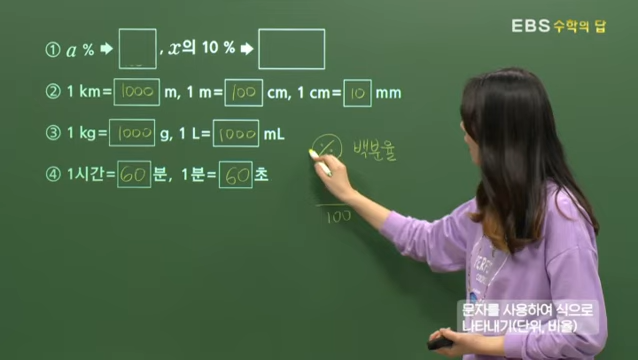 EBS 수학의 답
① a % ➡ , x의 10 % ➡
② 1 km= 1000 m, 1 m= 100 cm, 1 cm= 10 mm
③ 1 kg= 1000 g, 1 L= 1000 mL
% 백분율
④ 1시간= 60 분, 1분= 60 초
100
문자를 사용하여 식으로
나타내기(단위, 비율)